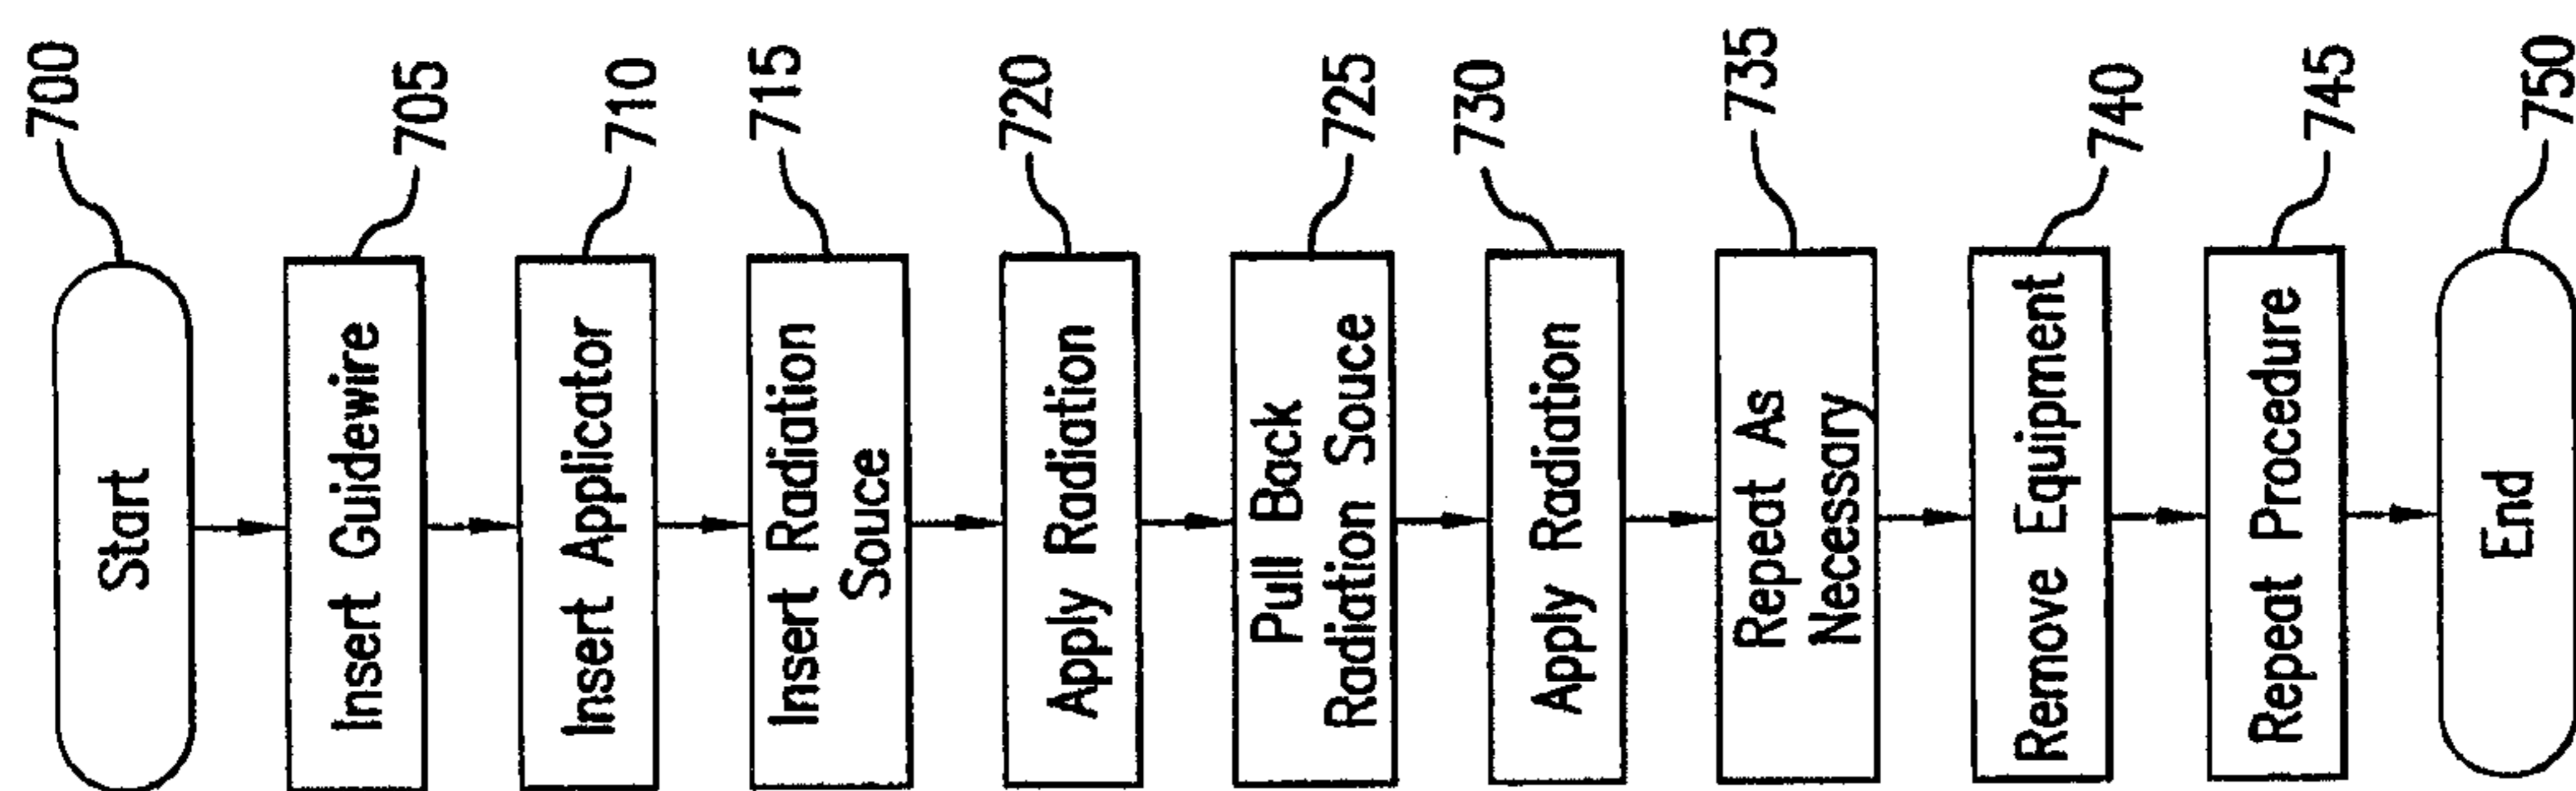 Start
700
Insert Guidewire
705
Insert Applicator
710
Insert Radiation
Souce
715
Apply Radiation
720
Pull Back
Radiation Souce
725
Apply Radiation
730
Repeat As
Necessary
735
Remove Equipment
740
Repeat Procedure
745
End
750